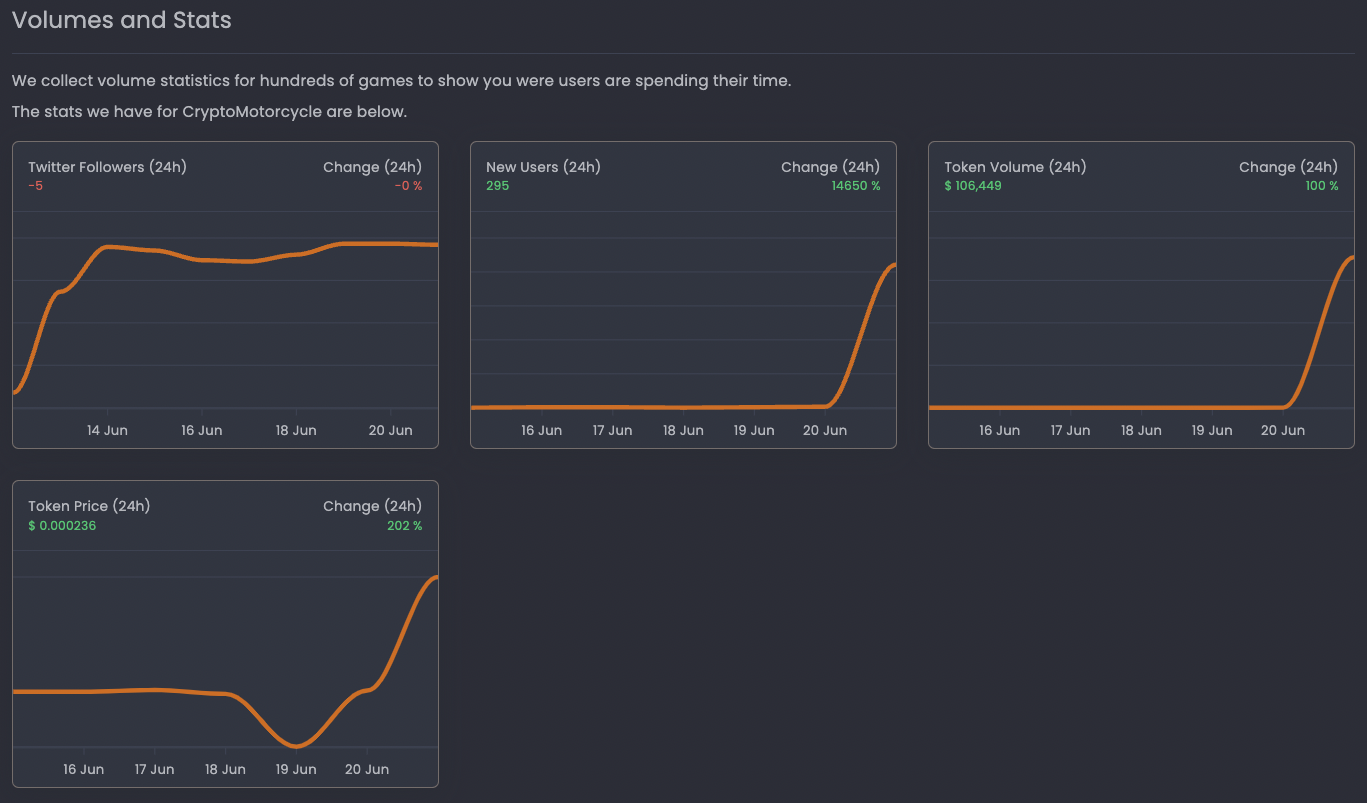 Volumes and Stats
We collect volume statistics for hundreds of games to show you were users are spending their time.
The stats we have for CryptoMotorcycle are below.
Twitter Followers (24h) Change (24h)
-5 -0 %
14 Jun 16 Jun 18 Jun 20 Jun
New Users (24h) Change (24h)
295 14650 %
16 Jun 17 Jun 18 Jun 19 Jun 20 Jun
Token Volume (24h) Change (24h)
$ 106,449 100 %
16 Jun 17 Jun 18 Jun 19 Jun 20 Jun
Token Price (24h) Change (24h)
$ 0.000236 202 %
16 Jun 17 Jun 18 Jun 19 Jun 20 Jun